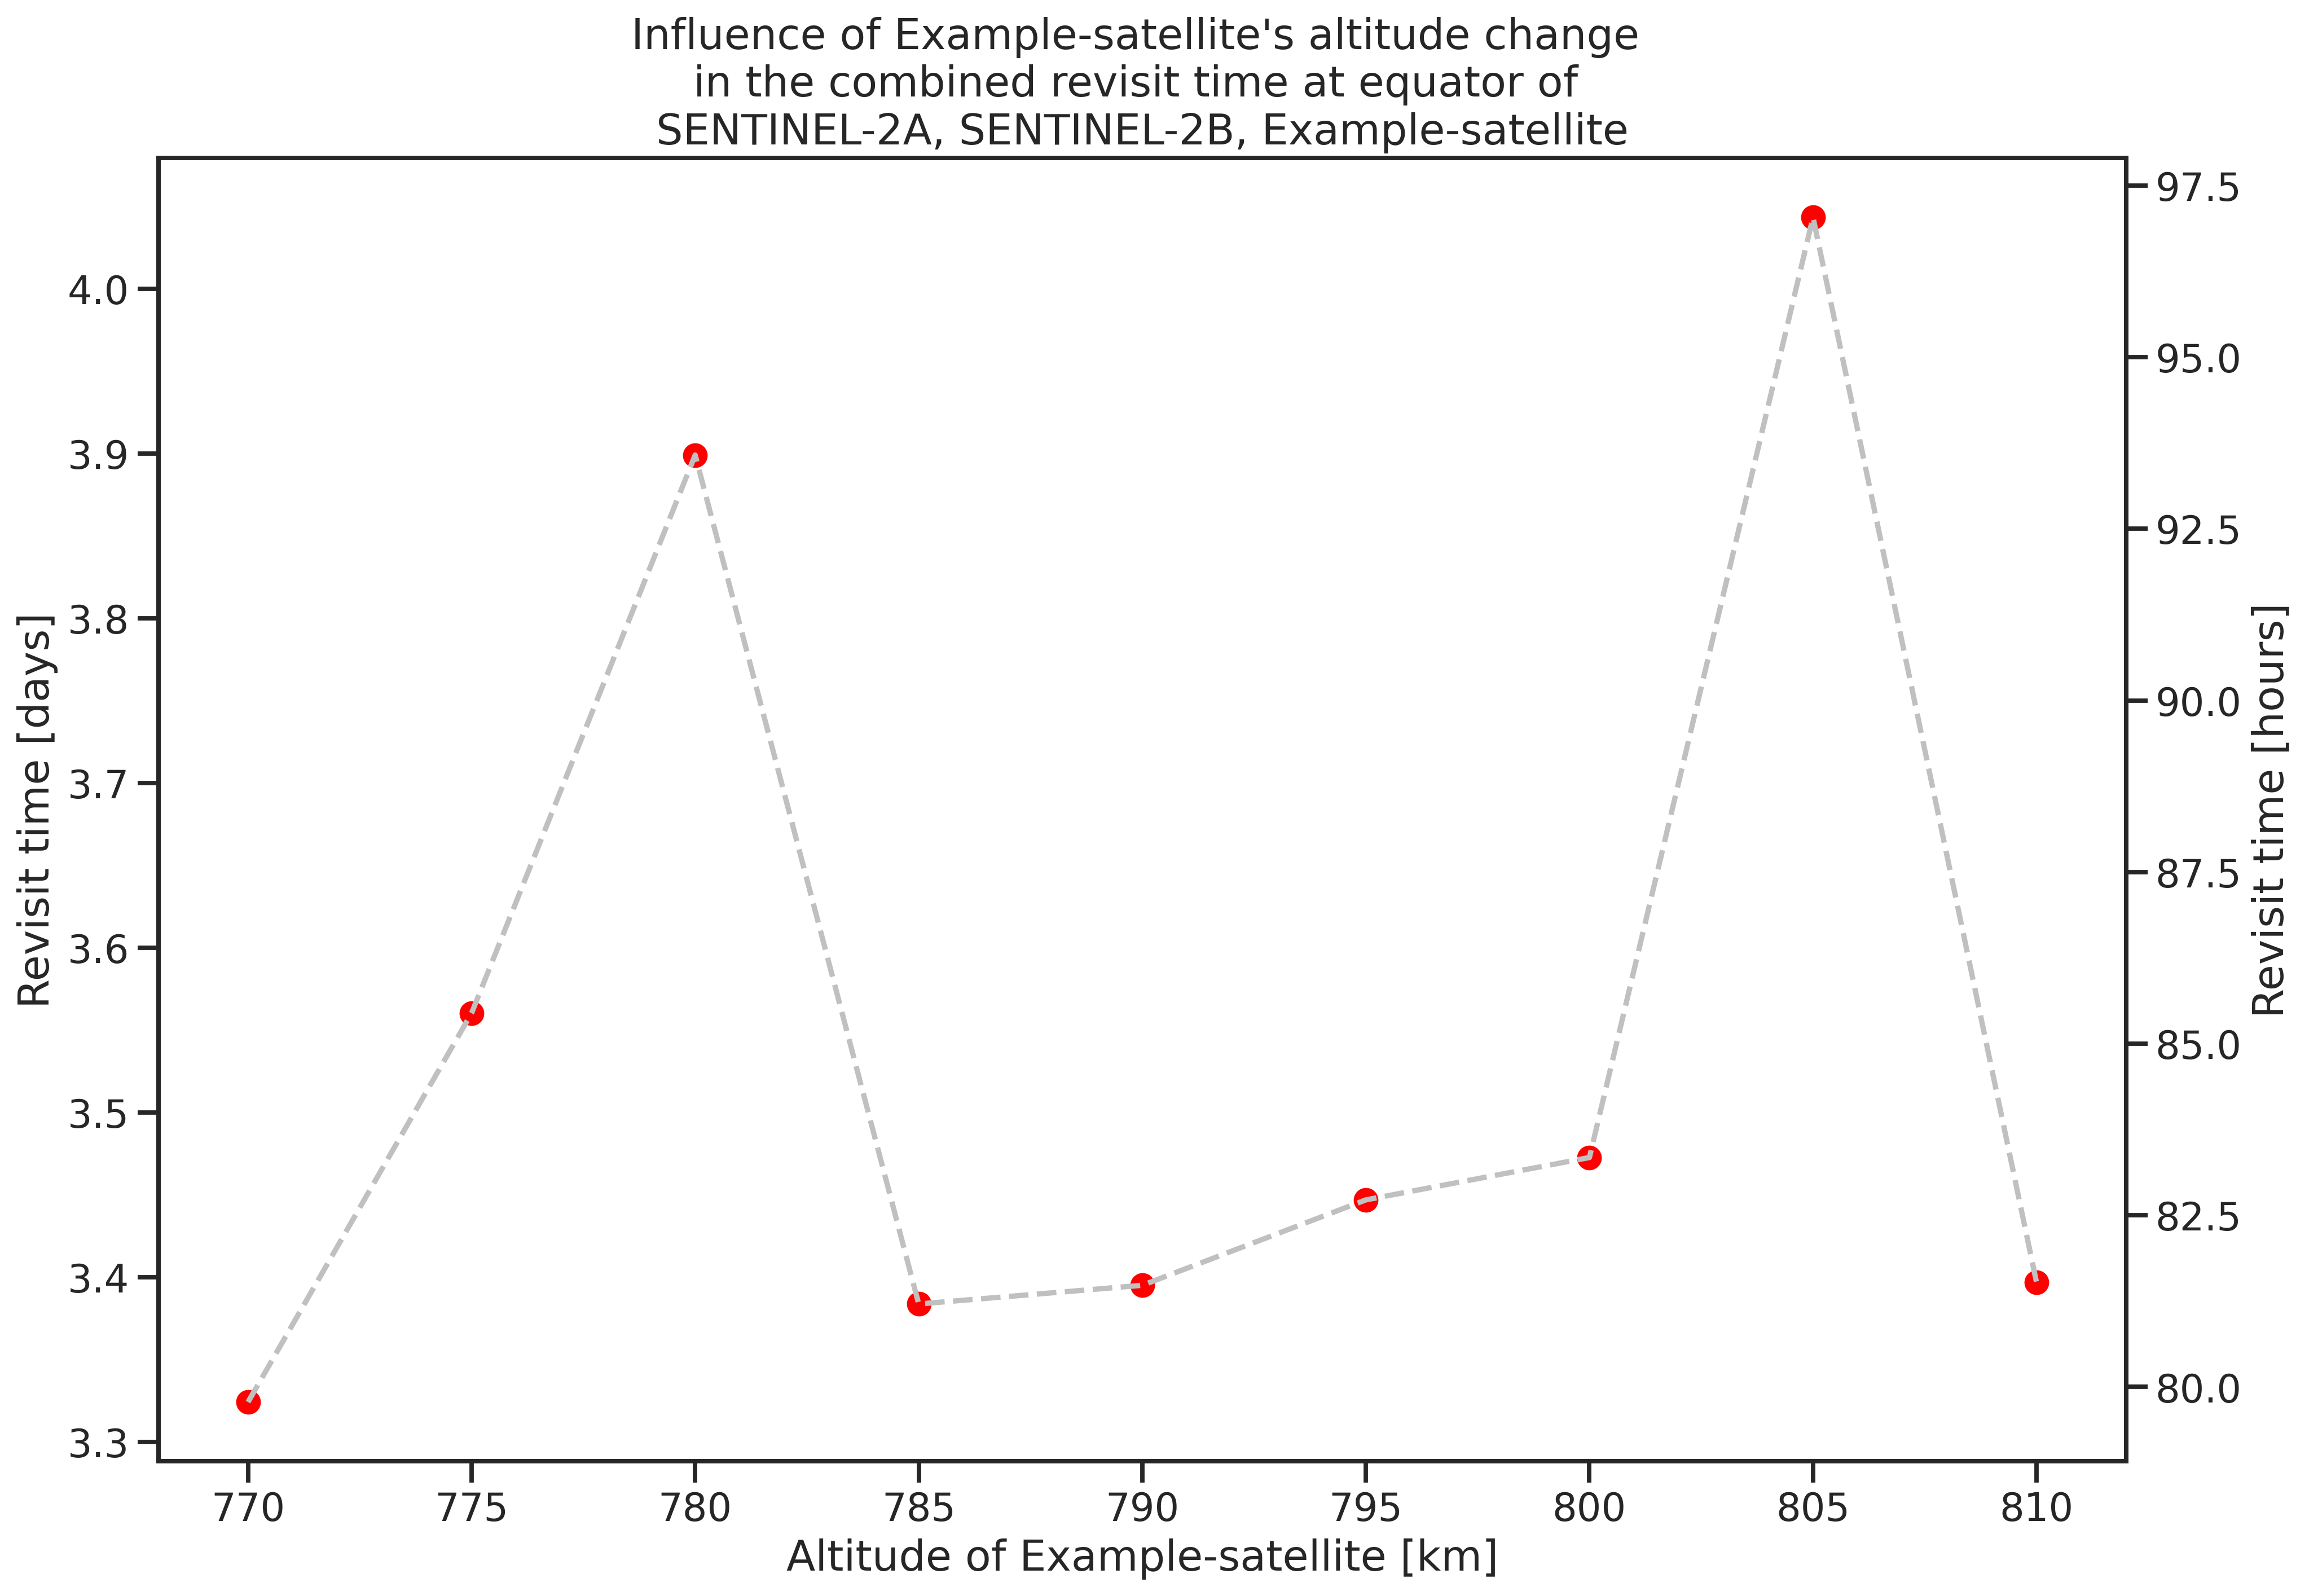 Influence of Example-satellite's altitude change
in the combined revisit time at equator of
SENTINEL-2A, SENTINEL-2B, Example-satellite
Revisit time [days]
4.0
3.9
3.8
3.7
3.6
3.5
3.4
3.3
97.5
95.0
92.5
90.0
87.5
85.0
82.5
80.0
Revisit time [hours]
770 775 780 785 790 795 800 805 810
Altitude of Example-satellite [km]